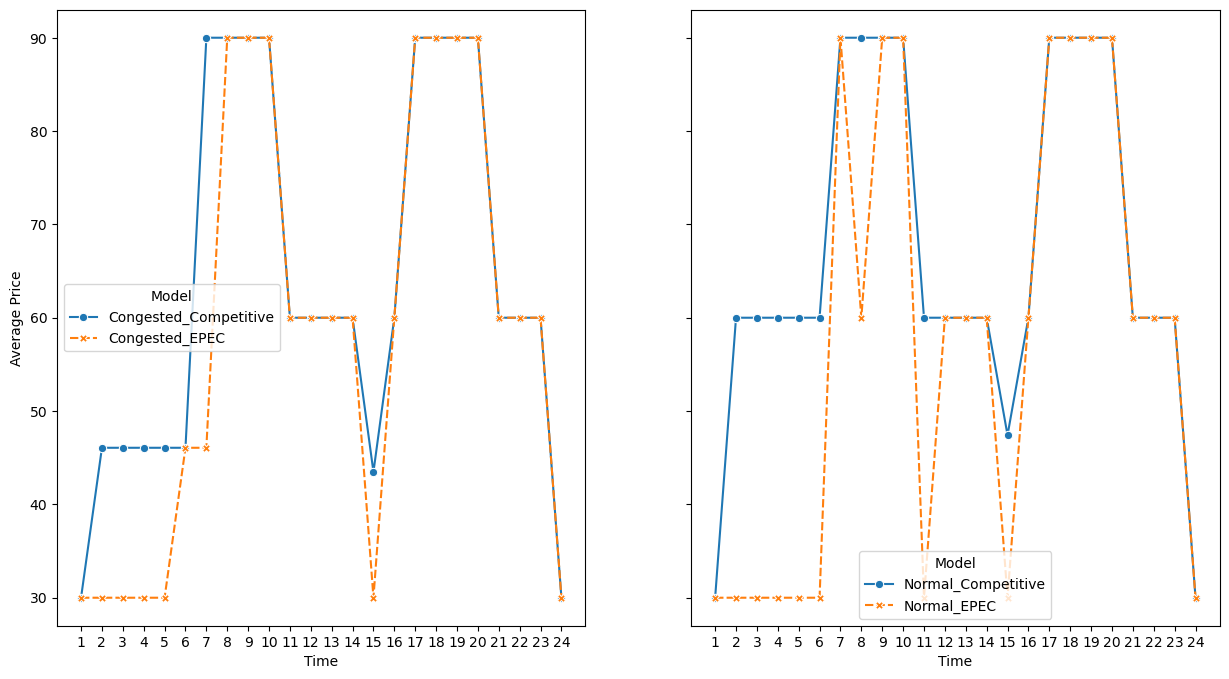 90
80
70
60
50
40
30
Average Price
Model
Congested_Competitive
Congested_EPEC
1 2 3 4 5 6 7 8 9 10 11 12 13 14 15 16 17 18 19 20 21 22 23 24
Time
Model
Normal_Competitive
Normal_EPEC
1 2 3 4 5 6 7 8 9 10 11 12 13 14 15 16 17 18 19 20 21 22 23 24
Time